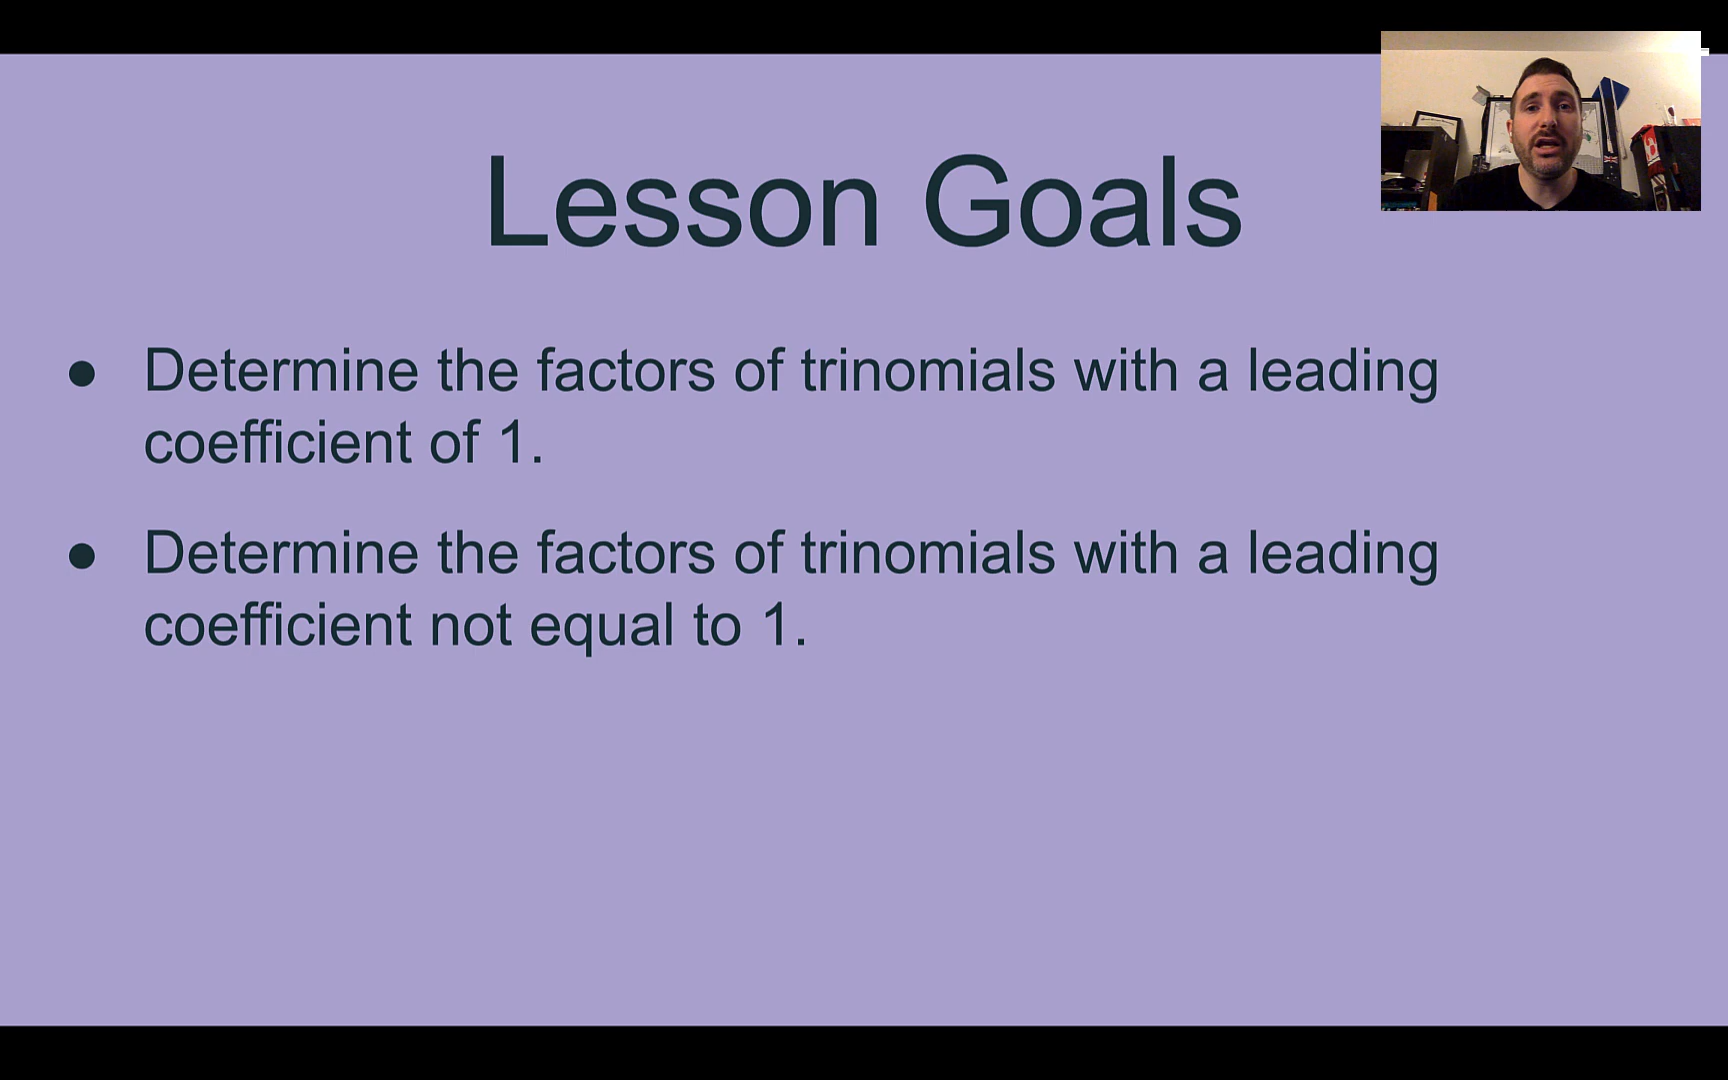 Lesson Goals
● Determine the factors of trinomials with a leading
coefficient of 1.
● Determine the factors of trinomials with a leading
coefficient not equal to 1.